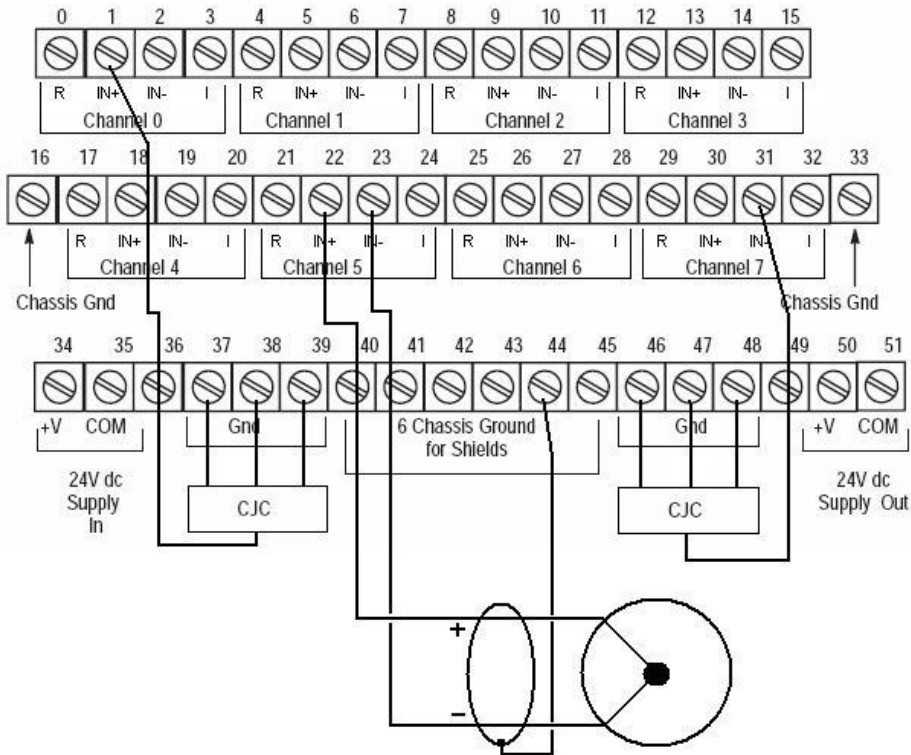 0 1 2 3 4 5 6 7 8 9 10 11 12 13 14 15
R IN+ IN- I R IN+ IN- I R IN+ IN- I R IN+ IN- I
Channel 0 Channel 1 Channel 2 Channel 3
16 17 18 19 20 21 22 23 24 25 26 27 28 29 30 31 32 33
R IN+ IN- I R IN+ IN- I R IN+ IN- I R IN+ IN- I
Channel 4 Channel 5 Channel 6 Channel 7
Chassis Gnd Chassis Gnd
34 35 36 37 38 39 40 41 42 43 44 45 46 47 48 49 50 51
+V COM Gnd 6 Chassis Ground Gnd +V COM
for Shields
24V dc 24V dc
Supply Supply Out
In
CJC CJC
+
−